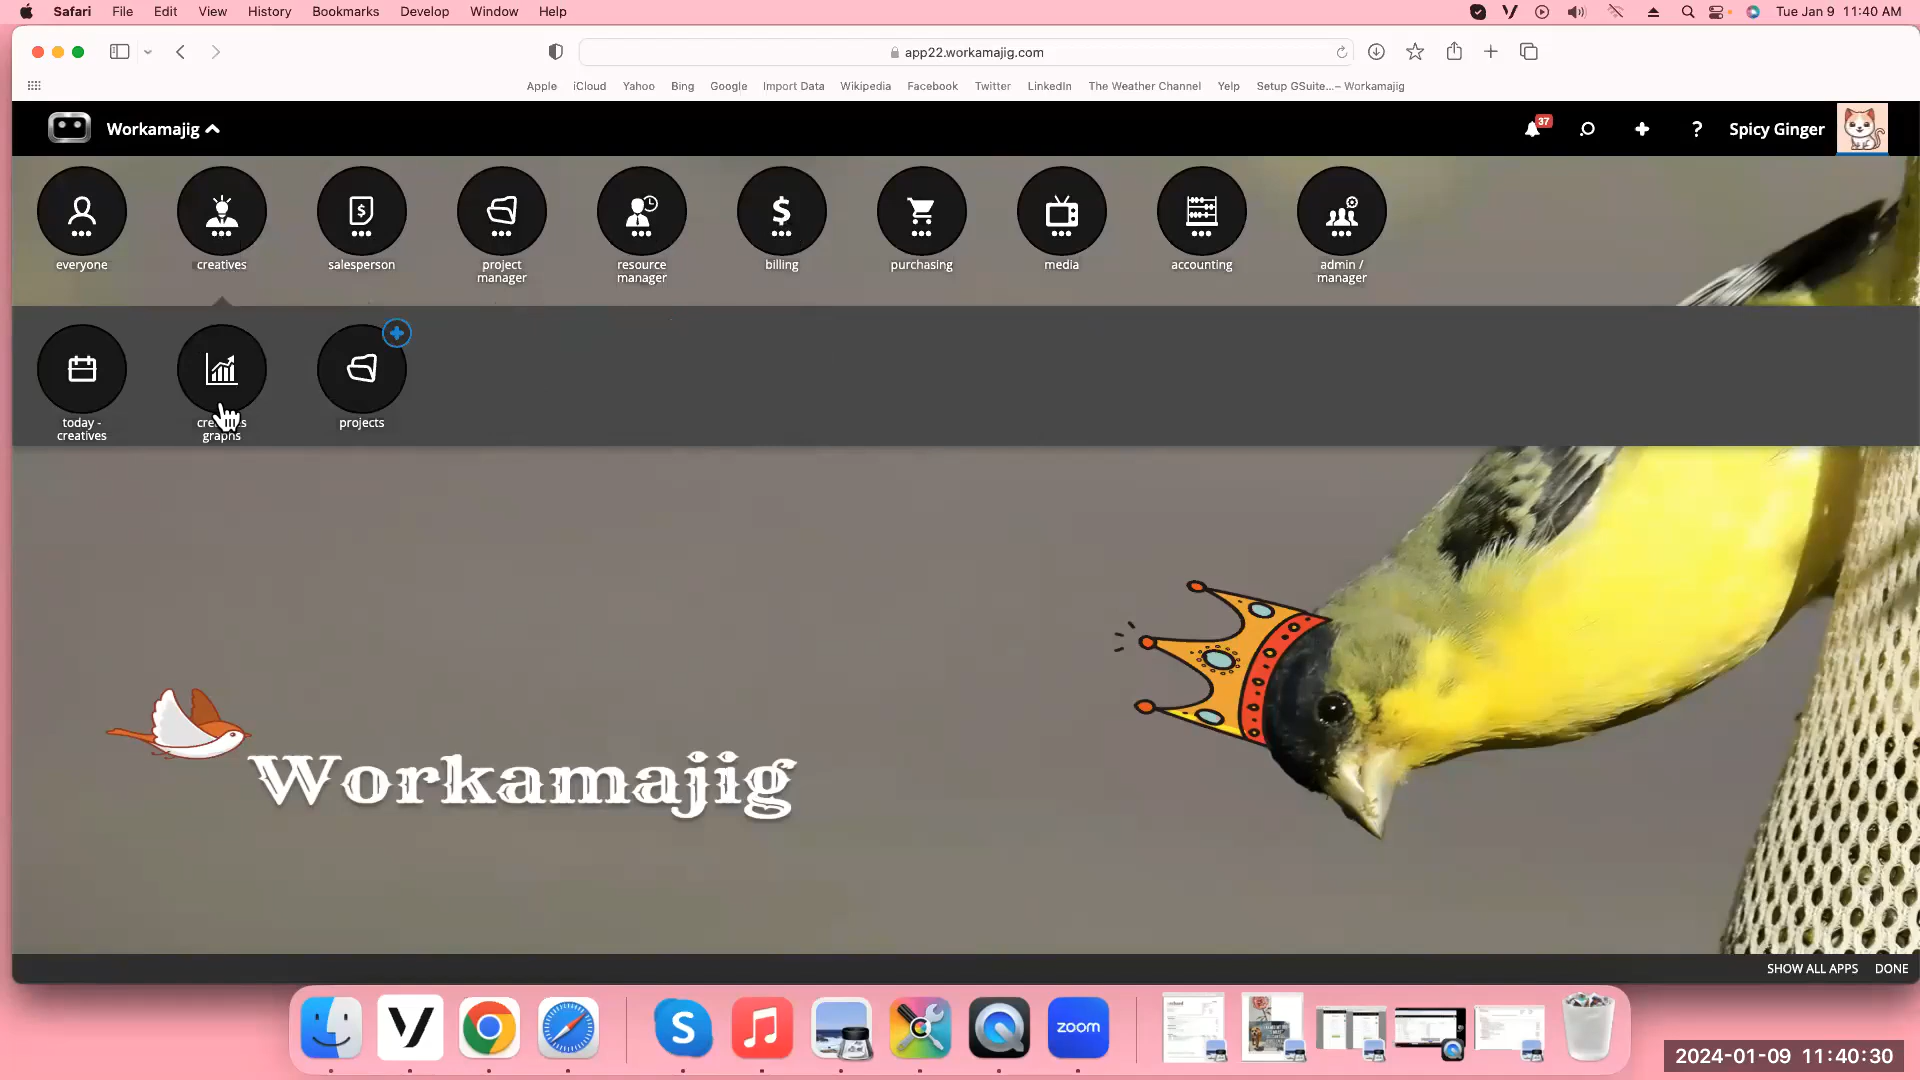 Safari File Edit View History Bookmarks Develop Window Help
Tue Jan 9 11:40 AM
app22.workamajig.com
Apple iCloud Yahoo Bing Google Import Data Wikipedia Facebook Twitter LinkedIn The Weather Channel Yelp Setup GSuite...– Workamajig
Workamajig
37
?
Spicy Ginger
everyone
creatives
salesperson
project
manager
resource
manager
billing
purchasing
media
accounting
admin /
manager
today -
creatives
graphs
projects
Workamajig
SHOW ALL APPS DONE
zoom
2024-01-09 11:40:30